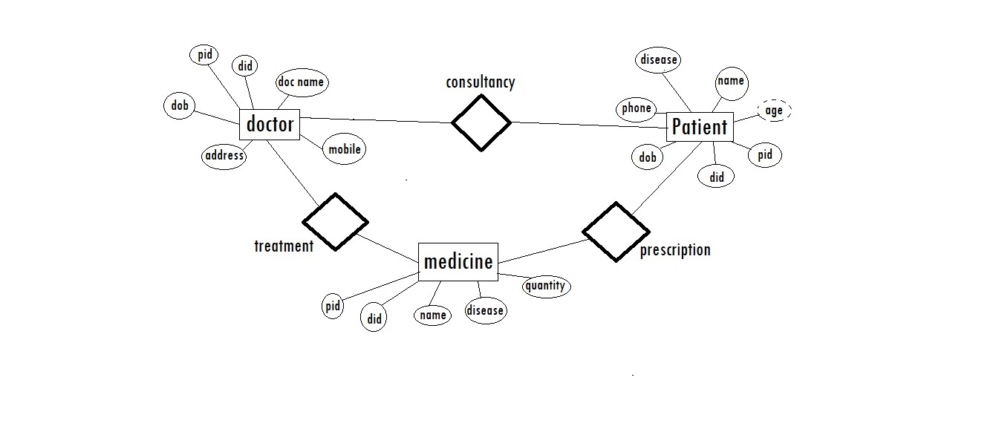 pid
did
doc name
dob
doctor
address
mobile
consultancy
disease
name
phone
age
Patient
dob
pid
did
treatment
prescription
medicine
pid
did
name
disease
quantity